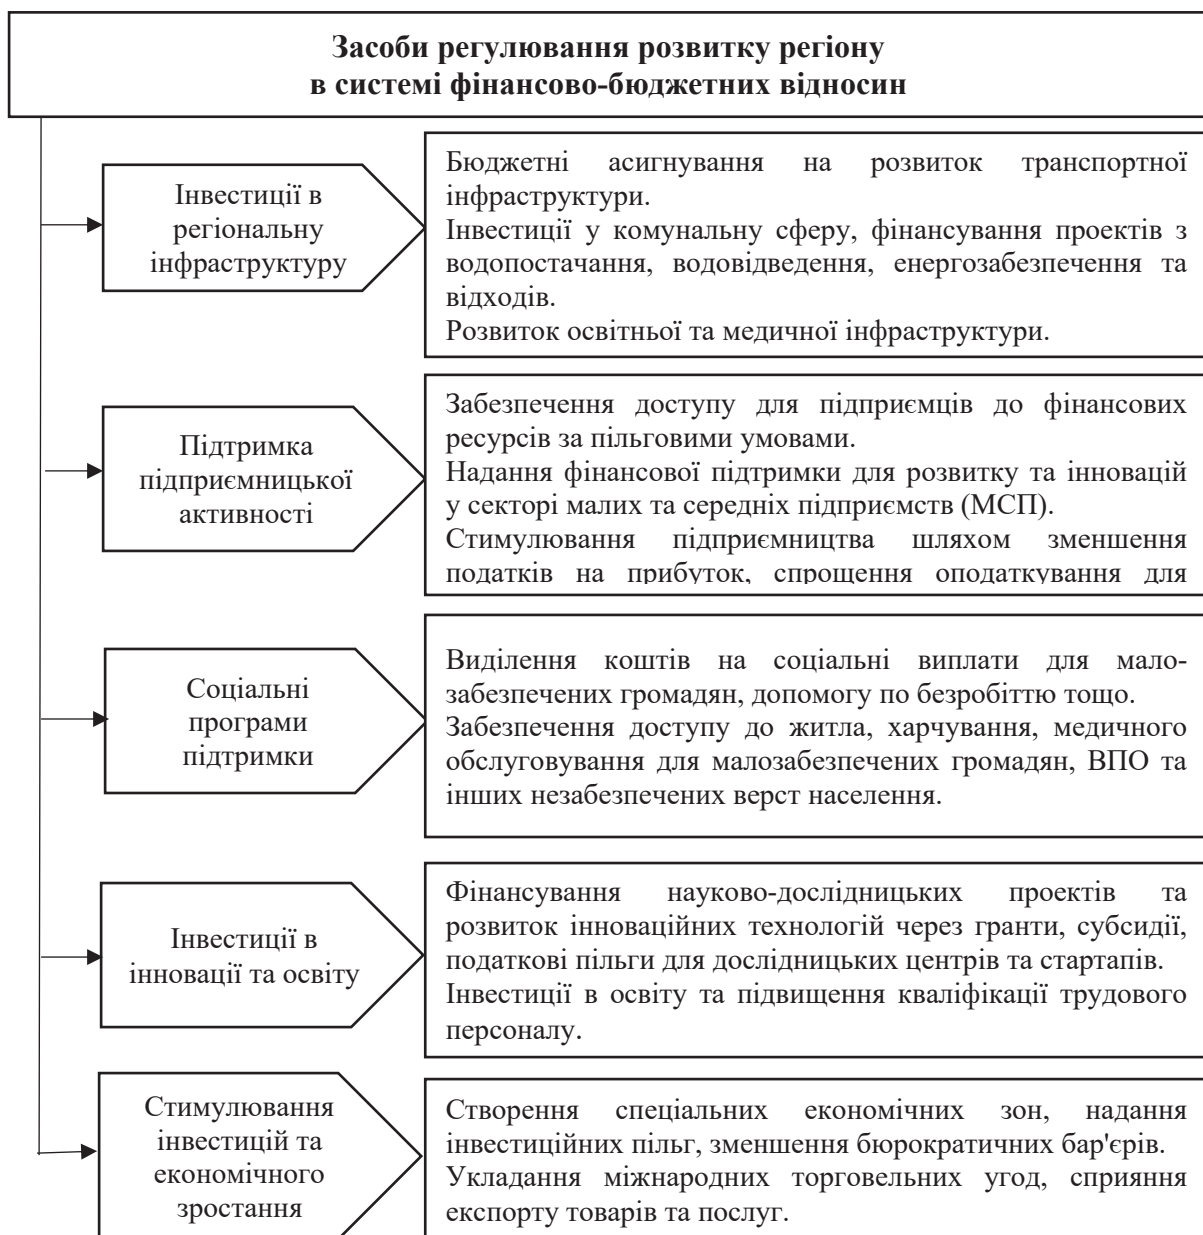 Засоби регулювання розвитку регіону
в системі фінансово-бюджетних відносин
Інвестиції в
регіональну
інфраструктуру
Бюджетні асигнування на розвиток транспортної
інфраструктури.
Інвестиції у комунальну сферу, фінансування проектів з
водопостачання, водовідведення, енергозабезпечення та
відходів.
Розвиток освітньої та медичної інфраструктури.
Підтримка
підприємницької
активності
Забезпечення доступу для підприємців до фінансових
ресурсів за пільговими умовами.
Надання фінансової підтримки для розвитку та інновацій
у секторі малих та середніх підприємств (МСП).
Стимулювання підприємництва шляхом зменшення
податків на прибуток, спрощення оподаткування для
Соціальні
програми
підтримки
Виділення коштів на соціальні виплати для мало-
забезпечених громадян, допомогу по безробіттю тощо.
Забезпечення доступу до житла, харчування, медичного
обслуговування для малозабезпечених громадян, ВПО та
інших незабезпечених верст населення.
Інвестиції в
інновації та освіту
Фінансування науково-дослідницьких проектів та
розвиток інноваційних технологій через гранти, субсидії,
податкові пільги для дослідницьких центрів та стартапів.
Інвестиції в освіту та підвищення кваліфікації трудового
персоналу.
Стимулювання
інвестицій та
економічного
зростання
Створення спеціальних економічних зон, надання
інвестиційних пільг, зменшення бюрократичних бар'єрів.
Укладання міжнародних торговельних угод, сприяння
експорту товарів та послуг.